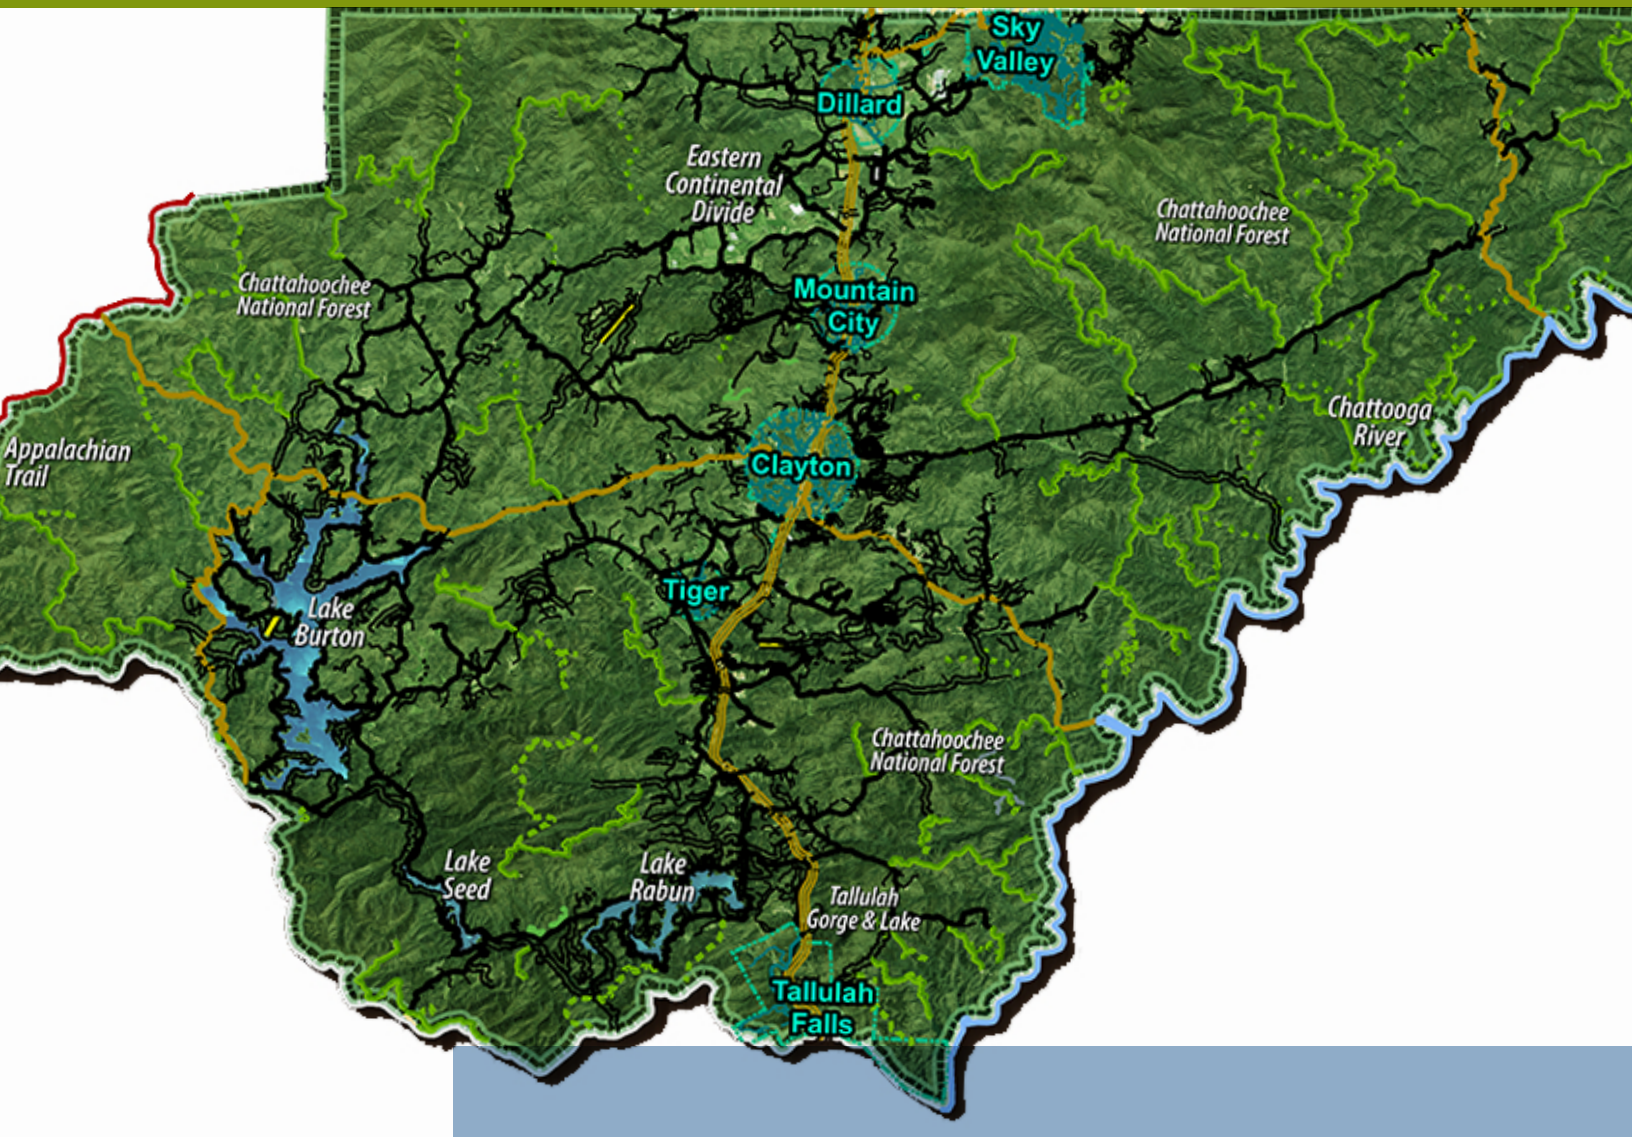 Sky
Valley
Dillard
Eastern
Continental
Divide
Chattahoochee
National Forest
Chattahoochee
National Forest
Mountain
City
Chattooga
River
Appalachian
Trail
Clayton
Tiger
Lake
Burton
Chattahoochee
National Forest
Lake
Seed
Lake
Rabun
Tallulah
Gorge & Lake
Tallulah
Falls